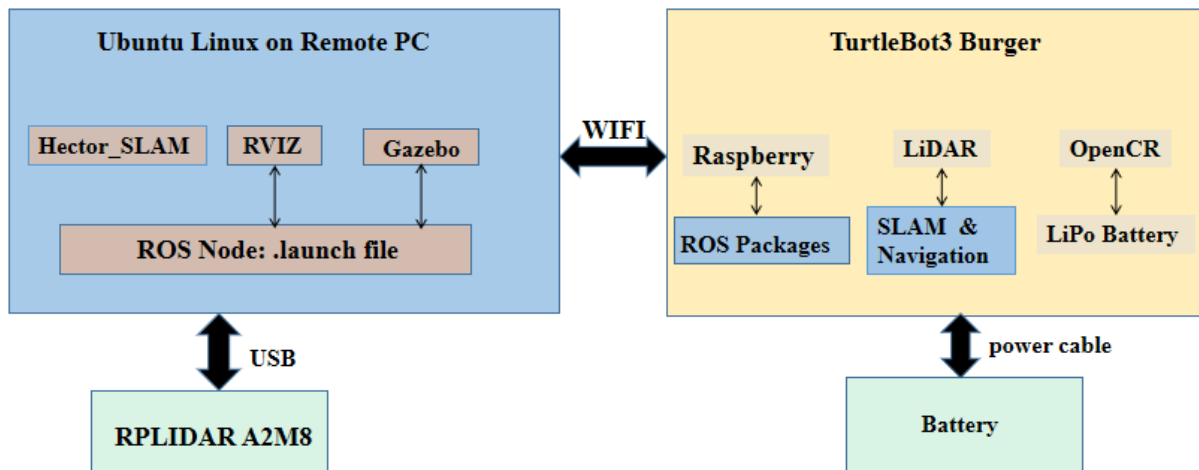 Ubuntu Linux on Remote PC
Hector_SLAM
RVIZ
Gazebo
ROS Node: .launch file
USB
RPLIDAR A2M8
WIFI
TurtleBot3 Burger
Raspberry
LiDAR
OpenCR
ROS Packages
SLAM &
Navigation
LiPo Battery
power cable
Battery